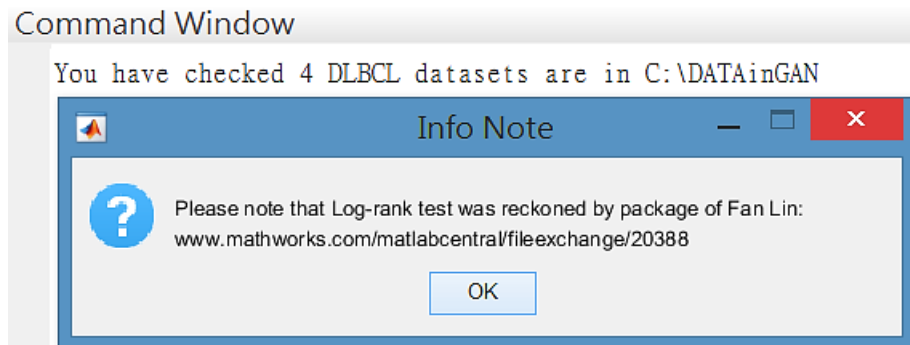 Command Window
You have checked 4 DLBCL datasets are in C:\DATAinGAN
Info Note
Please note that Log-rank test was reckoned by package of Fan Lin:
www.mathworks.com/matlabcentral/fileexchange/20388
OK